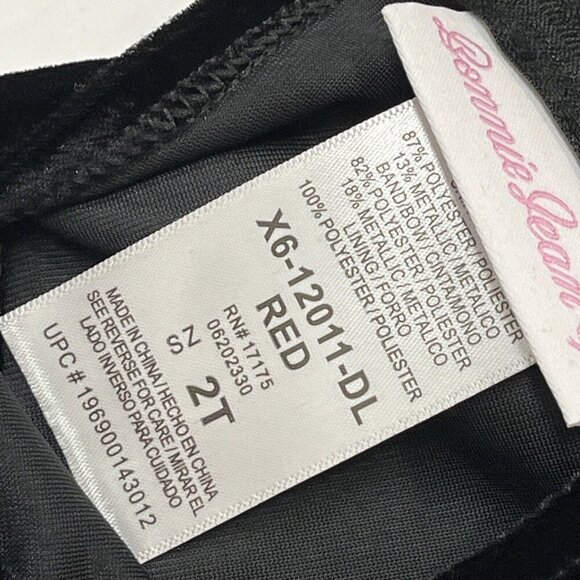 Bonnie Jean
87% POLYESTER/POLIESTER
13% METALLIC / METALICO
BAND/BOW / CINTA/MONO
82% POLYESTER / POLIESTER
18% METALLIC / METALICO
LINING / FORRO
100% POLYESTER / POLIESTER
X6-12011-DL
RED
RN#17175
06202330
2T
N
S
MADE IN CHINA/ HECHO EN CHINA
SEE REVERSE FOR CARE / MIRAR EL
LADO INVERSO PARA CUIDADO
UPC # 196900143012